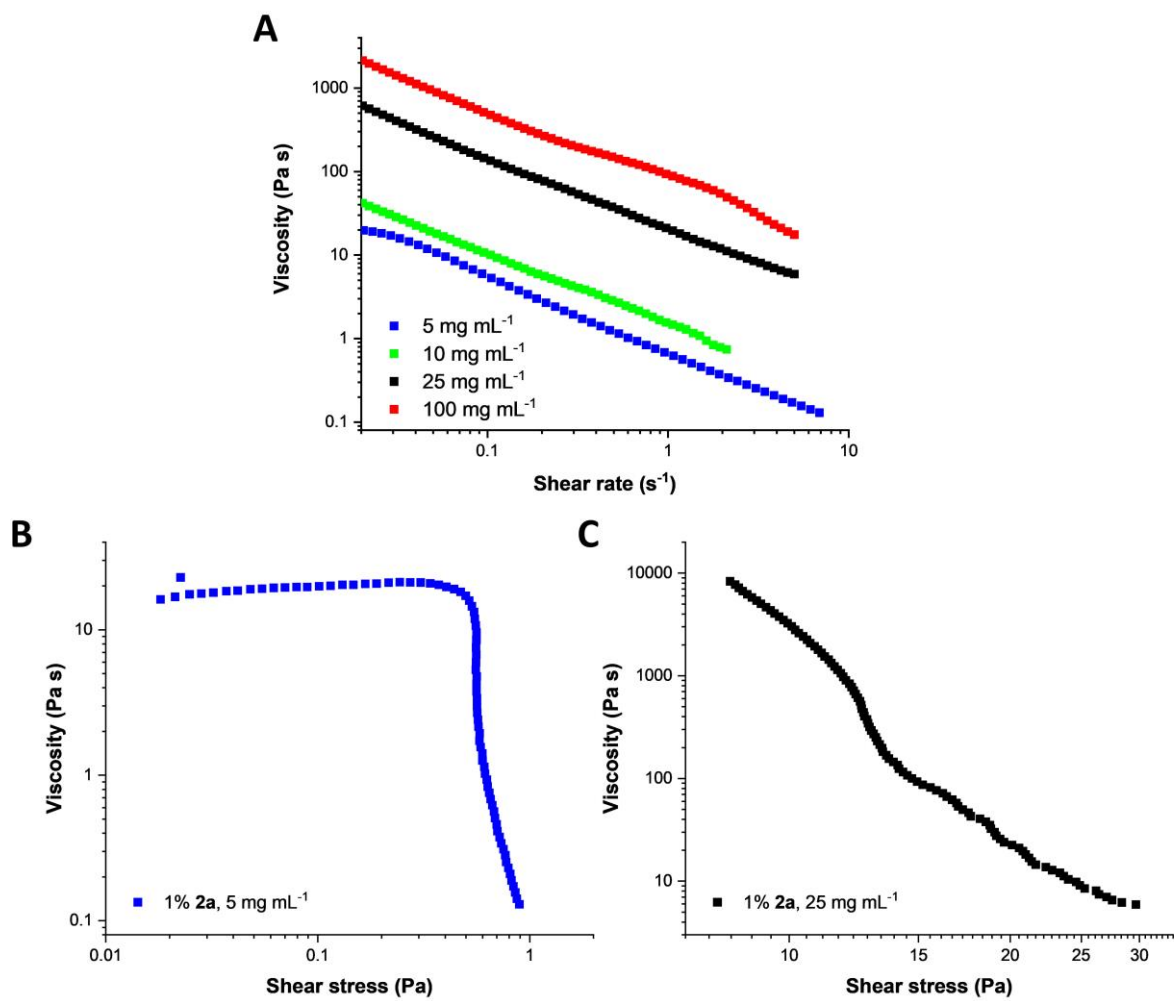 A
Viscosity (Pa s)
1000
100
10
1
0.1
5 mg mL⁻¹
10 mg mL⁻¹
25 mg mL⁻¹
100 mg mL⁻¹
0.1
1
10
Shear rate (s⁻¹)
B
Viscosity (Pa s)
10
1
0.1
1% 2a, 5 mg mL⁻¹
0.01
0.1
1
Shear stress (Pa)
C
Viscosity (Pa s)
10000
1000
100
10
1% 2a, 25 mg mL⁻¹
10
15
20
25
30
Shear stress (Pa)